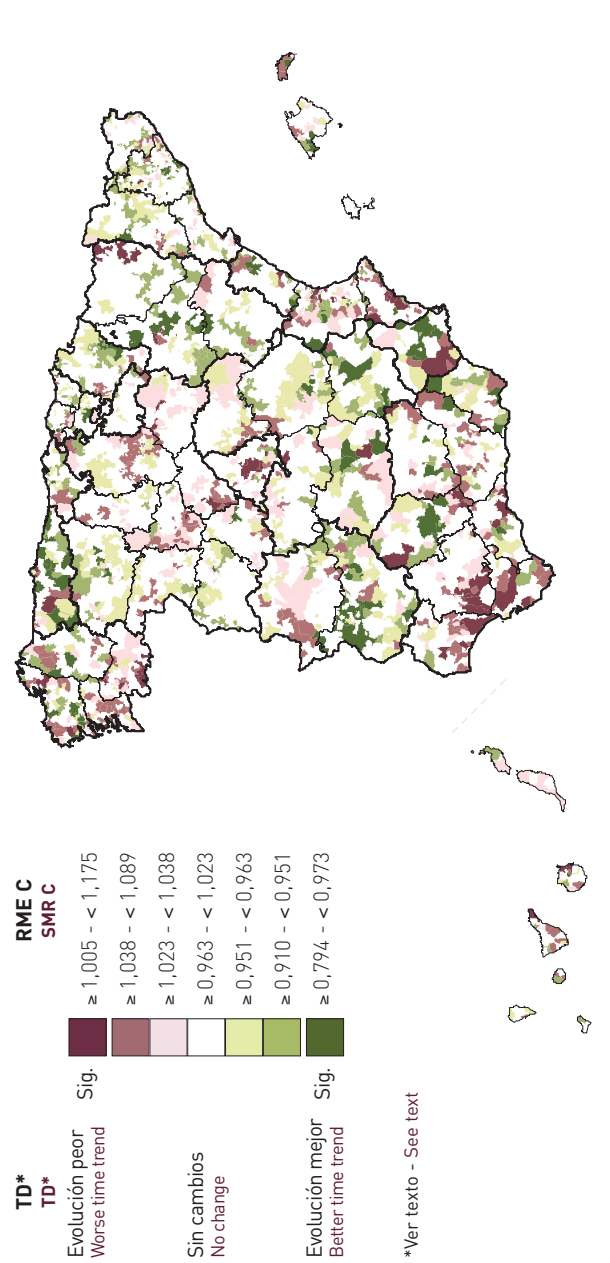 TD*
TD*
RME C
SMR C
Evolución peor
Worse time trend
Sig.
≥ 1,005 - < 1,175
≥ 1,038 - < 1,089
≥ 1,023 - < 1,038
Sin cambios
No change
≥ 0,963 - < 1,023
≥ 0,951 - < 0,963
≥ 0,910 - < 0,951
Evolución mejor
Better time trend
Sig.
≥ 0,794 - < 0,973
*Ver texto - See text